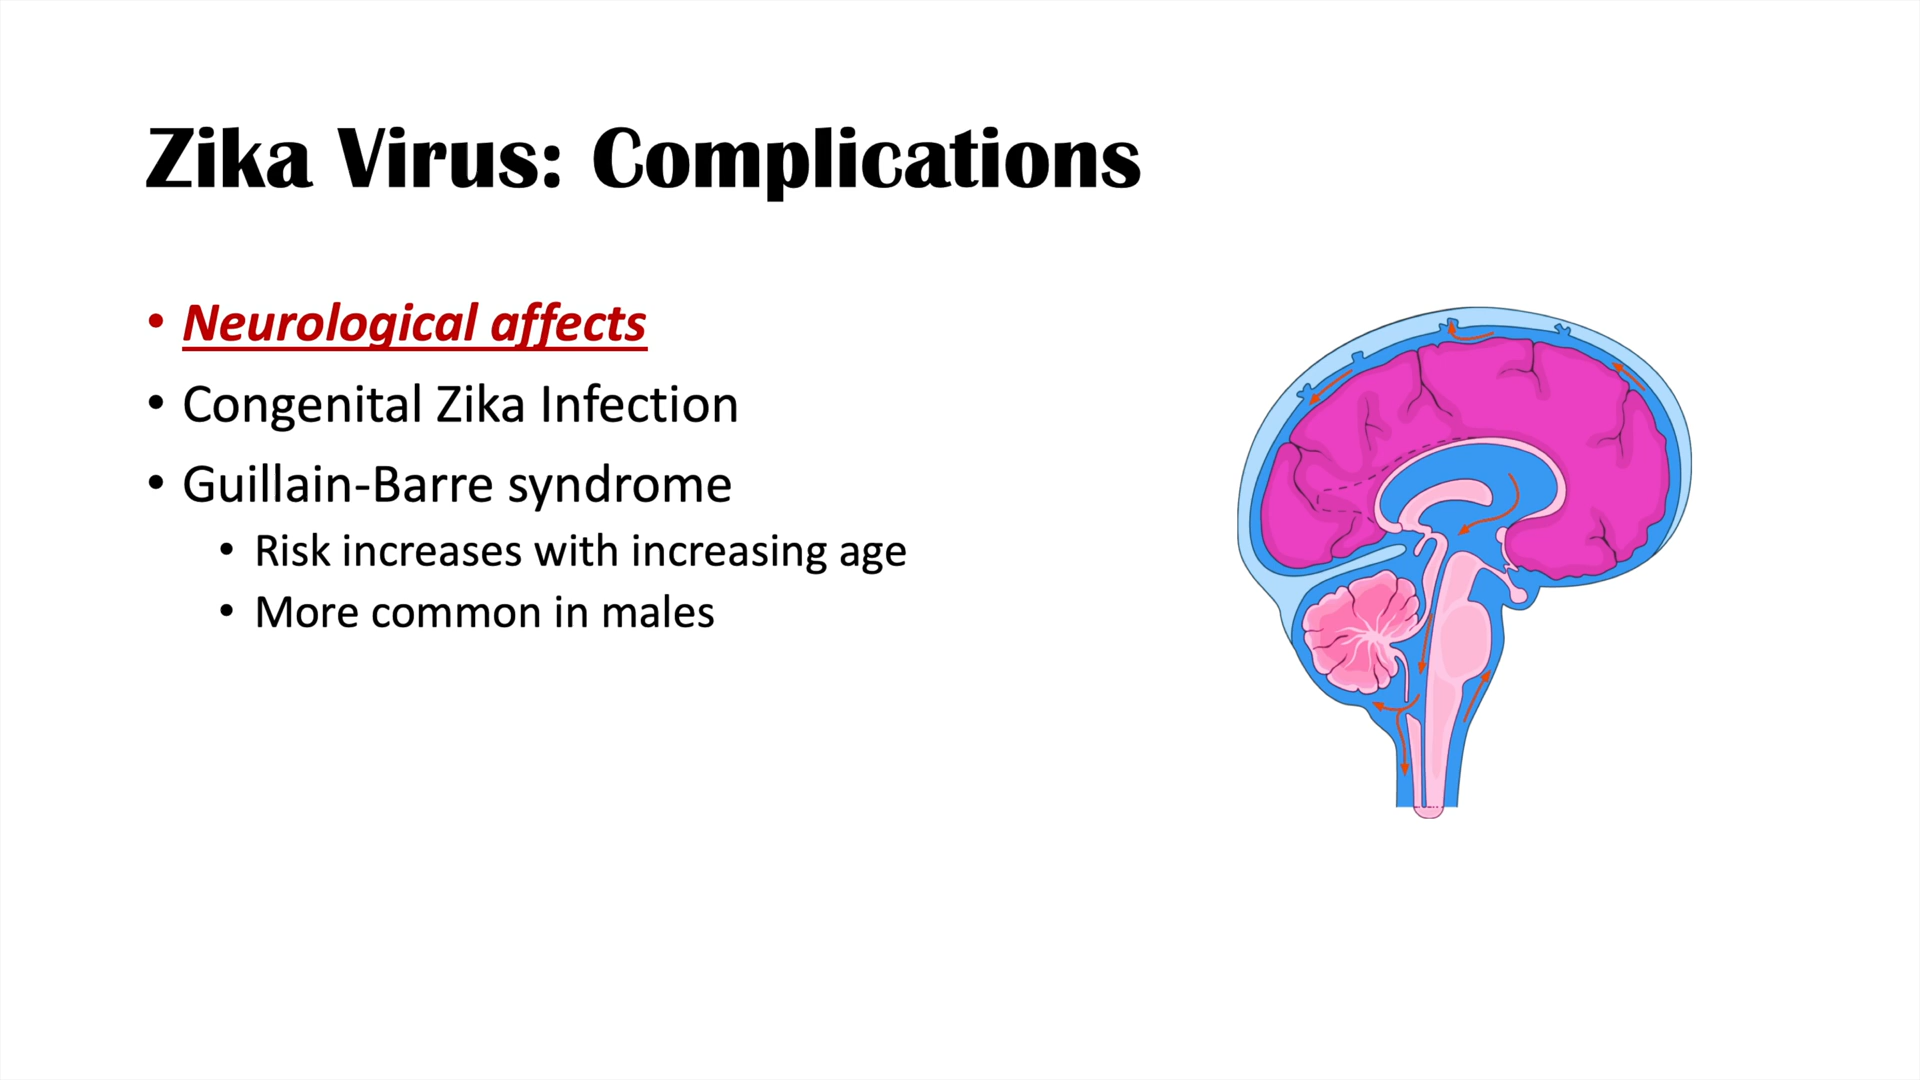 Zika Virus: Complications
• Neurological affects
• Congenital Zika Infection
• Guillain-Barre syndrome
• Risk increases with increasing age
• More common in males